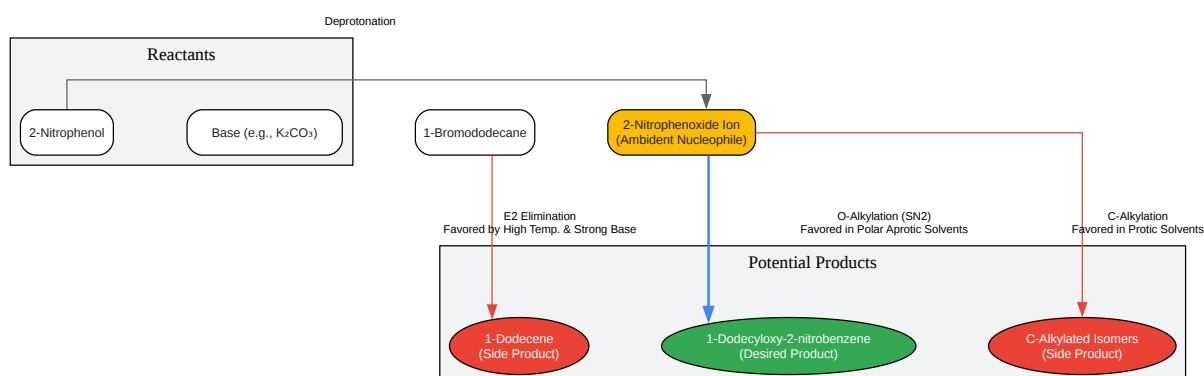 Deprotonation
Reactants
2-Nitrophenol
Base (e.g., K₂CO₃)
1-Bromododecane
2-Nitrophenoxide Ion
(Ambident Nucleophile)
E2 Elimination
Favored by High Temp. & Strong Base
O-Alkylation (SN2)
Favored in Polar Aprotic Solvents
C-Alkylation
Favored in Protic Solvents
Potential Products
1-Dodecene
(Side Product)
1-Dodecyloxy-2-nitrobenzene
(Desired Product)
C-Alkylated Isomers
(Side Product)